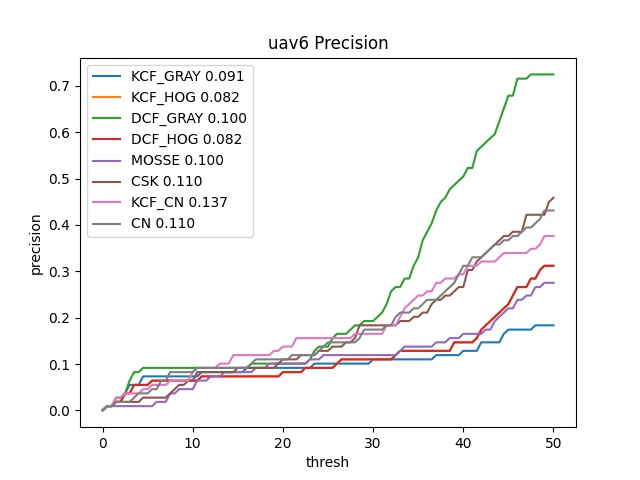 uav6 Precision
KCF_GRAY 0.091
KCF_HOG 0.082
DCF_GRAY 0.100
DCF_HOG 0.082
MOSSE 0.100
CSK 0.110
KCF_CN 0.137
CN 0.110
precision
0.7
0.6
0.5
0.4
0.3
0.2
0.1
0.0
0 10 20 30 40 50
thresh